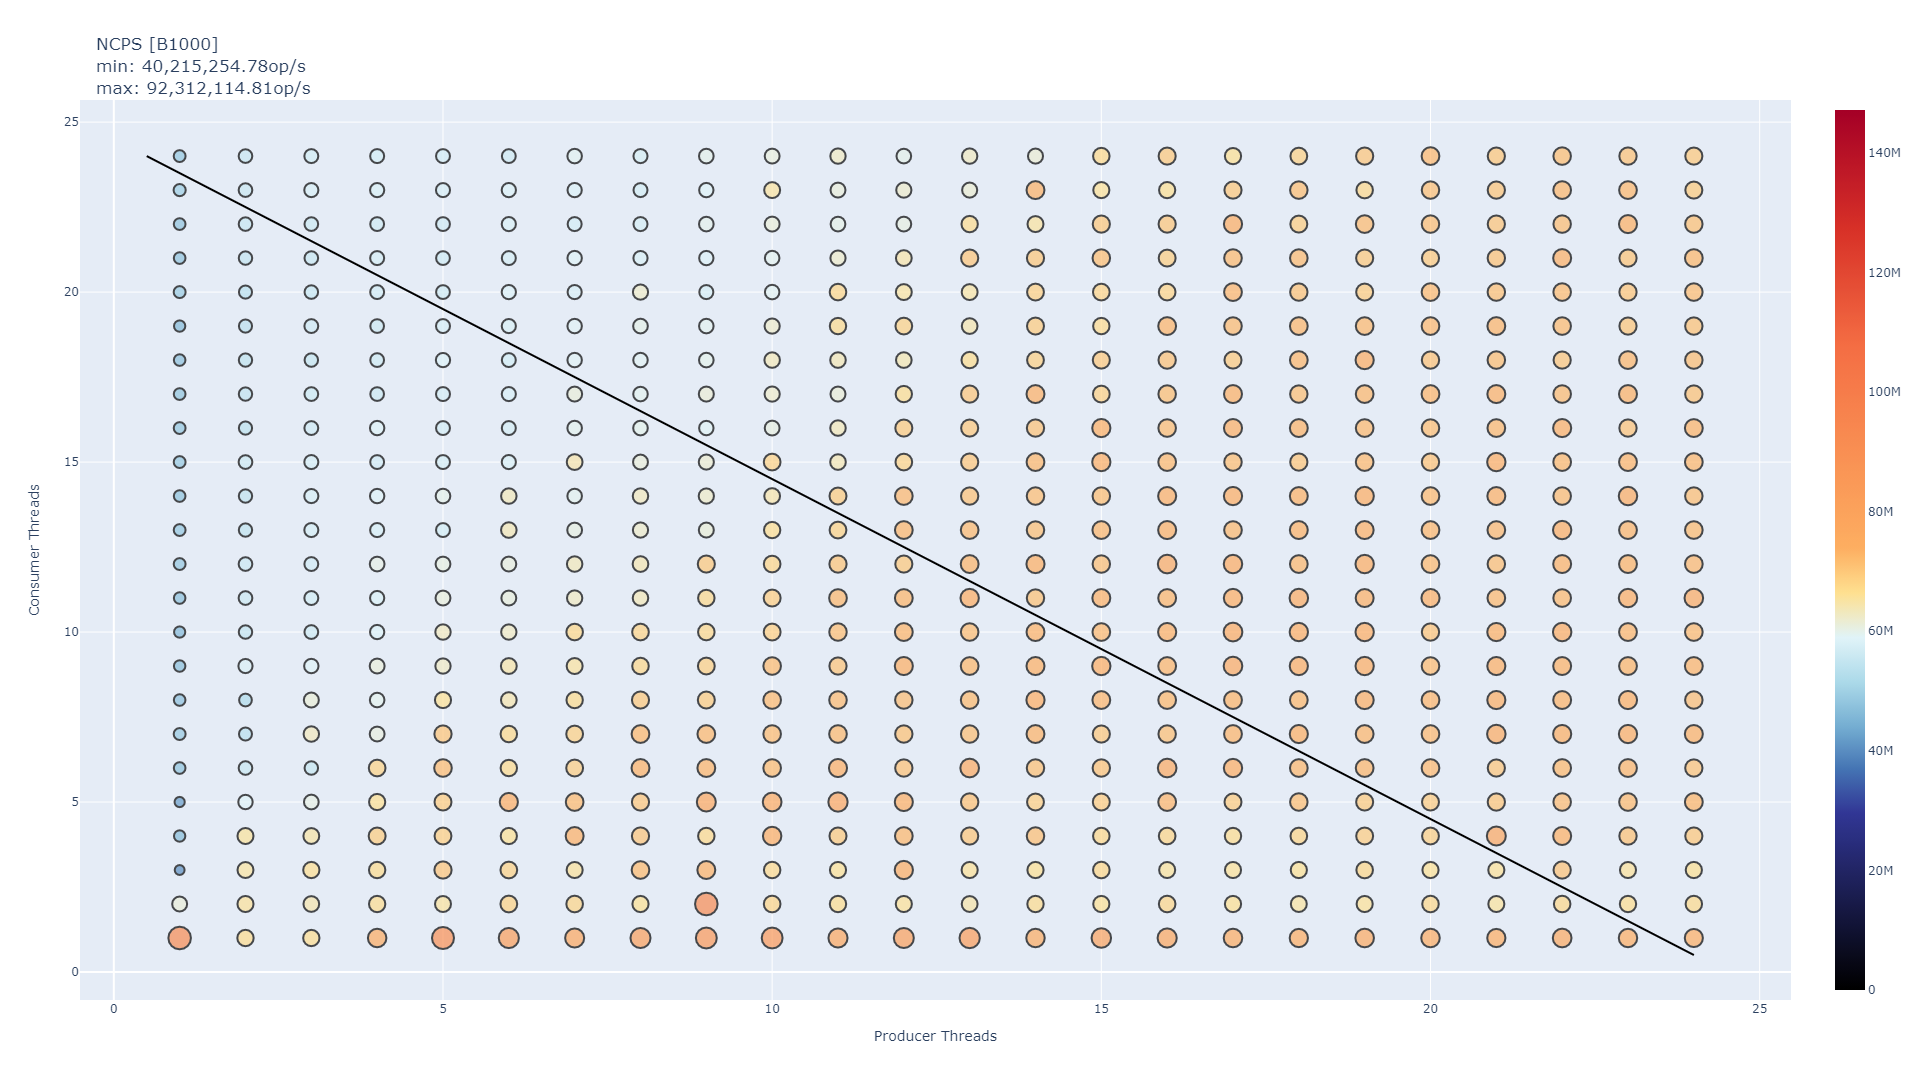 NCPS [B1000]
min: 40,215,254.78op/s
max: 92,312,114.81op/s
25
20
15
10
5
0
Consumer Threads
0
5
10
15
20
25
Producer Threads
140M
120M
100M
80M
60M
40M
20M
0